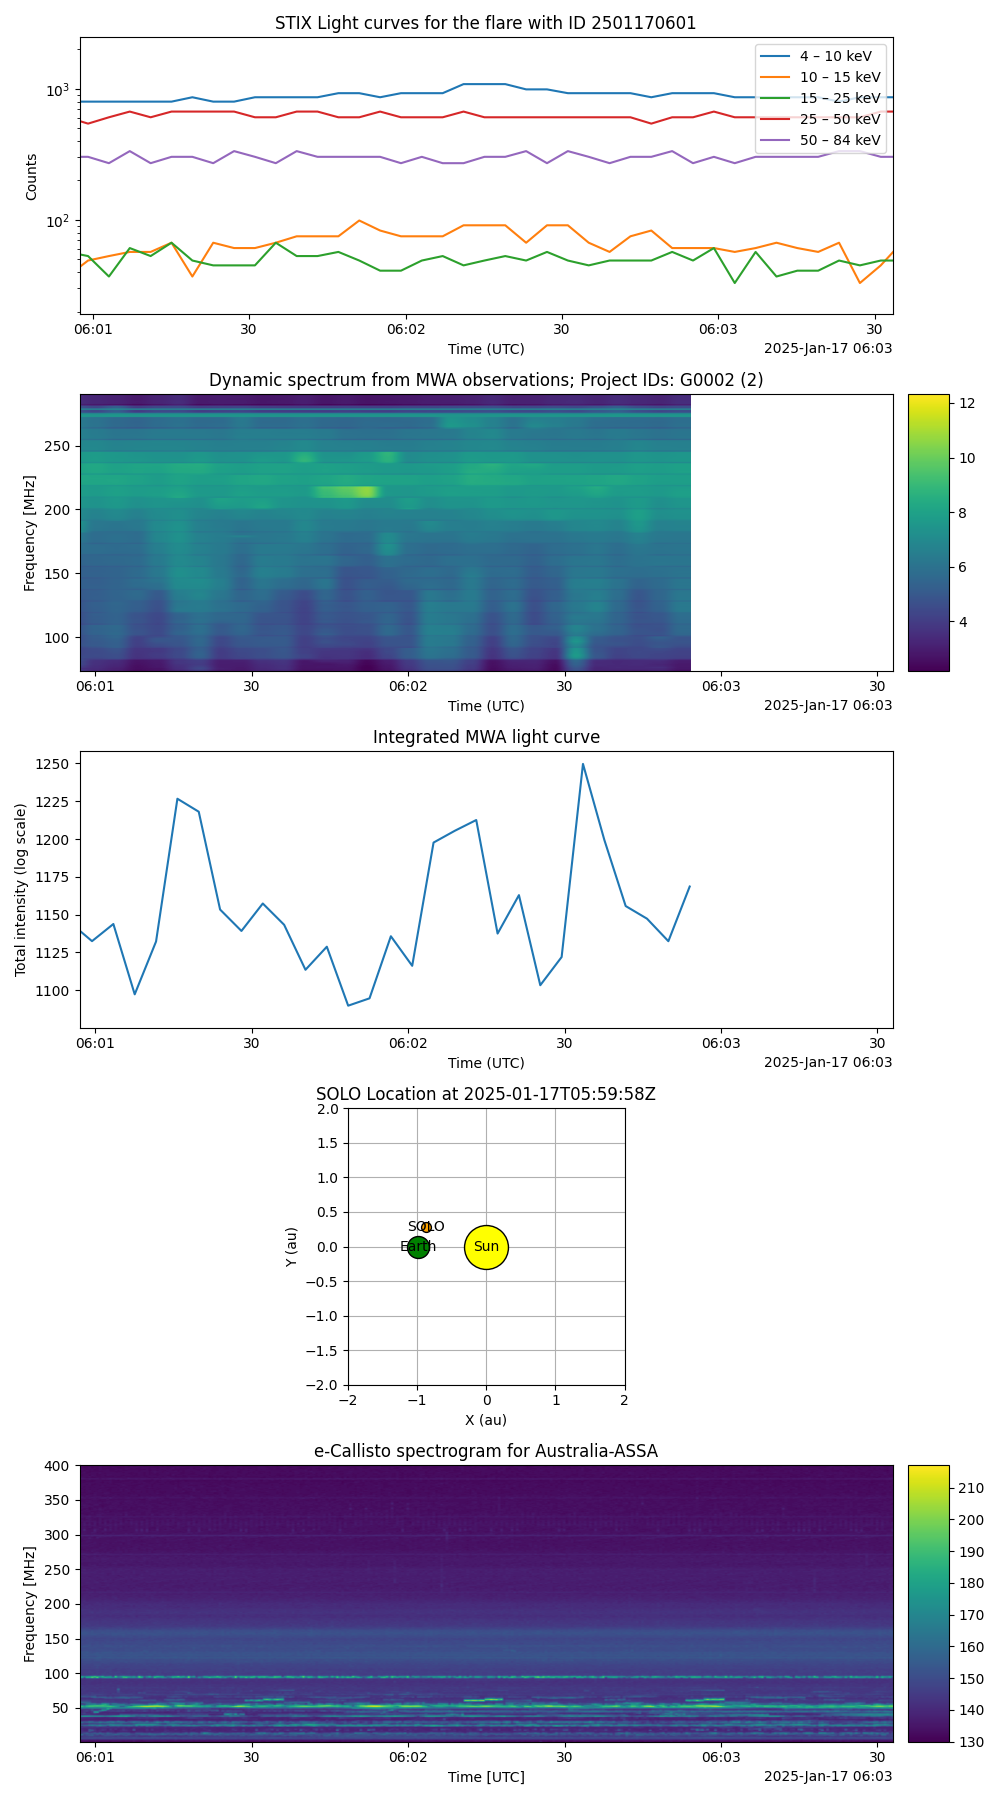 STIX Light curves for the flare with ID 2501170601
4 – 10 keV
10 – 15 keV
15 – 25 keV
25 – 50 keV
50 – 84 keV
10³
10²
Counts
06:01 30 06:02 30 06:03 30
Time (UTC)
2025-Jan-17 06:03
Dynamic spectrum from MWA observations; Project IDs: G0002 (2)
250
200
150
100
Frequency [MHz]
12
10
8
6
4
06:01 30 06:02 30 06:03 30
Time (UTC)
2025-Jan-17 06:03
Integrated MWA light curve
1250
1225
1200
1175
1150
1125
1100
Total intensity (log scale)
06:01 30 06:02 30 06:03 30
Time (UTC)
2025-Jan-17 06:03
SOLO Location at 2025-01-17T05:59:58Z
2.0
1.5
1.0
0.5
0.0
−0.5
−1.0
−1.5
−2.0
Y (au)
SOLO
Earth
Sun
−2 −1 0 1 2
X (au)
e-Callisto spectrogram for Australia-ASSA
400
350
300
250
200
150
100
50
Frequency [MHz]
210
200
190
180
170
160
150
140
130
06:01 30 06:02 30 06:03 30
Time [UTC]
2025-Jan-17 06:03